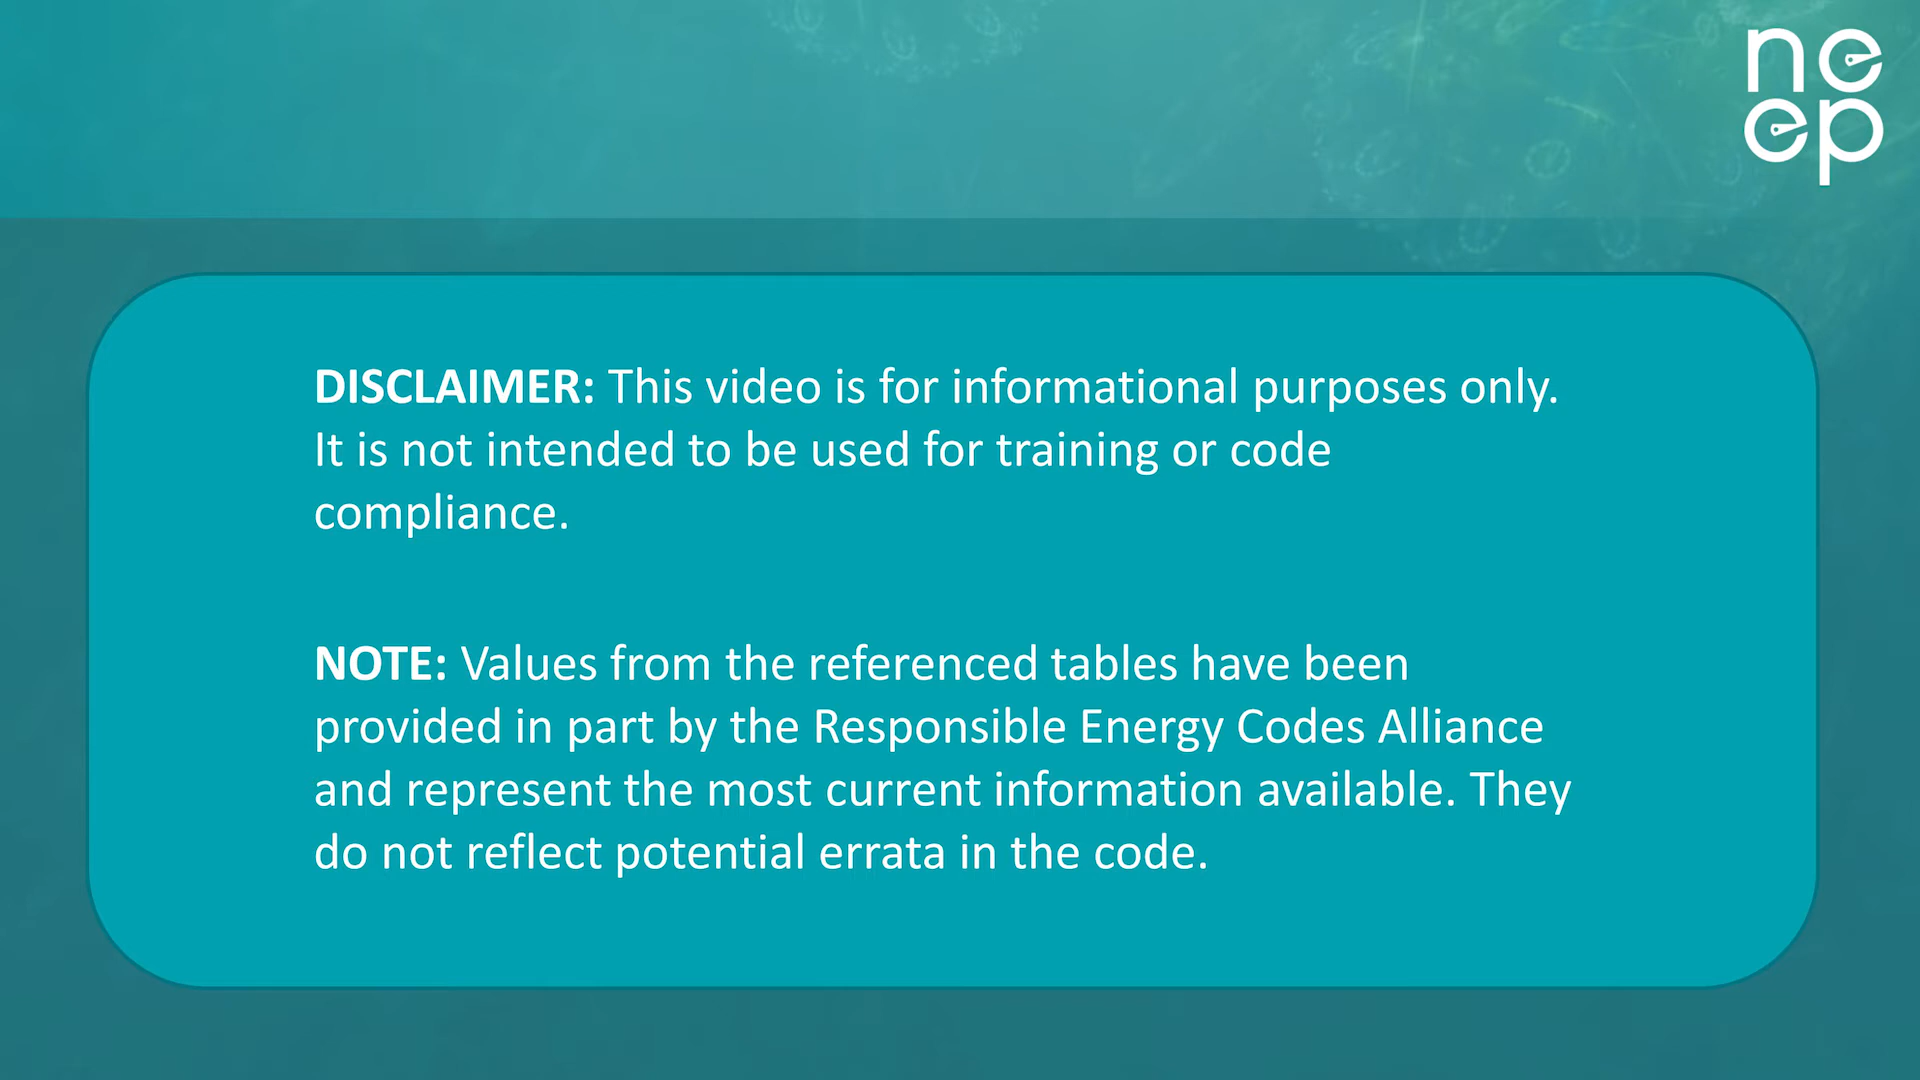 ne
ep
DISCLAIMER: This video is for informational purposes only.
It is not intended to be used for training or code
compliance.
NOTE: Values from the referenced tables have been
provided in part by the Responsible Energy Codes Alliance
and represent the most current information available. They
do not reflect potential errata in the code.